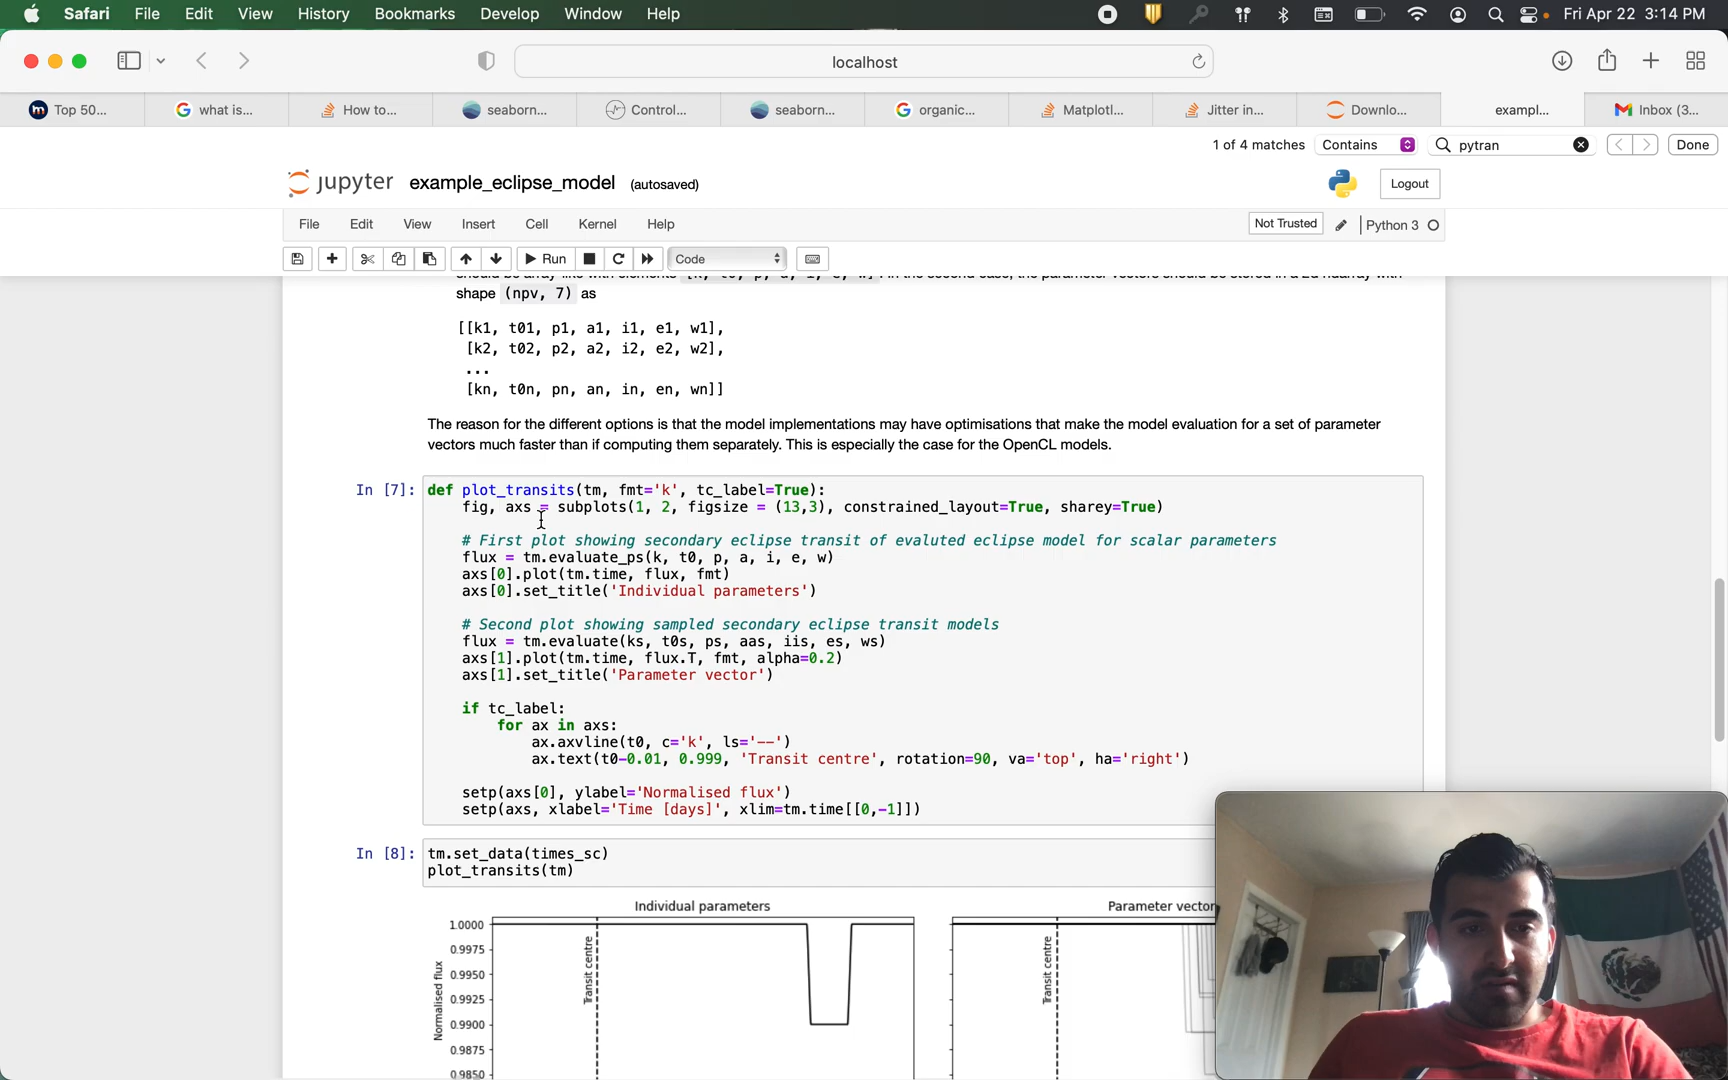 Safari File Edit View History Bookmarks Develop Window Help Fri Apr 22 3:14 PM
localhost
Top 50... what is... How to... seaborn... Control... seaborn... organic... Matplotl... Jitter in... Downlo... exampl... Inbox (3...
1 of 4 matches Contains pytran Done
jupyter example_eclipse_model (autosaved) Logout
File Edit View Insert Cell Kernel Help Not Trusted Python 3
Run Code
shape (npv, 7) as
[[k1, t01, p1, a1, i1, e1, w1],
[k2, t02, p2, a2, i2, e2, w2],
...
[kn, t0n, pn, an, in, en, wn]]
The reason for the different options is that the model implementations may have optimisations that make the model evaluation for a set of parameter
vectors much faster than if computing them separately. This is especially the case for the OpenCL models.
In [7]: def plot_transits(tm, fmt='k', tc_label=True):
fig, axs = subplots(1, 2, figsize = (13,3), constrained_layout=True, sharey=True)
# First plot showing secondary eclipse transit of evaluted eclipse model for scalar parameters
flux = tm.evaluate_ps(k, t0, p, a, i, e, w)
axs[0].plot(tm.time, flux, fmt)
axs[0].set_title('Individual parameters')
# Second plot showing sampled secondary eclipse transit models
flux = tm.evaluate(ks, t0s, ps, aas, iis, es, ws)
axs[1].plot(tm.time, flux.T, fmt, alpha=0.2)
axs[1].set_title('Parameter vector')
if tc_label:
for ax in axs:
ax.axvline(t0, c='k', ls='--')
ax.text(t0-0.01, 0.999, 'Transit centre', rotation=90, va='top', ha='right')
setp(axs[0], ylabel='Normalised flux')
setp(axs, xlabel='Time [days]', xlim=tm.time[[0,-1]])
In [8]: tm.set_data(times_sc)
plot_transits(tm)
Individual parameters
Parameter vector
1.0000
0.9975
0.9950
0.9925
0.9900
0.9875
0.9850
Normalised flux
Transit centre
Transit centre